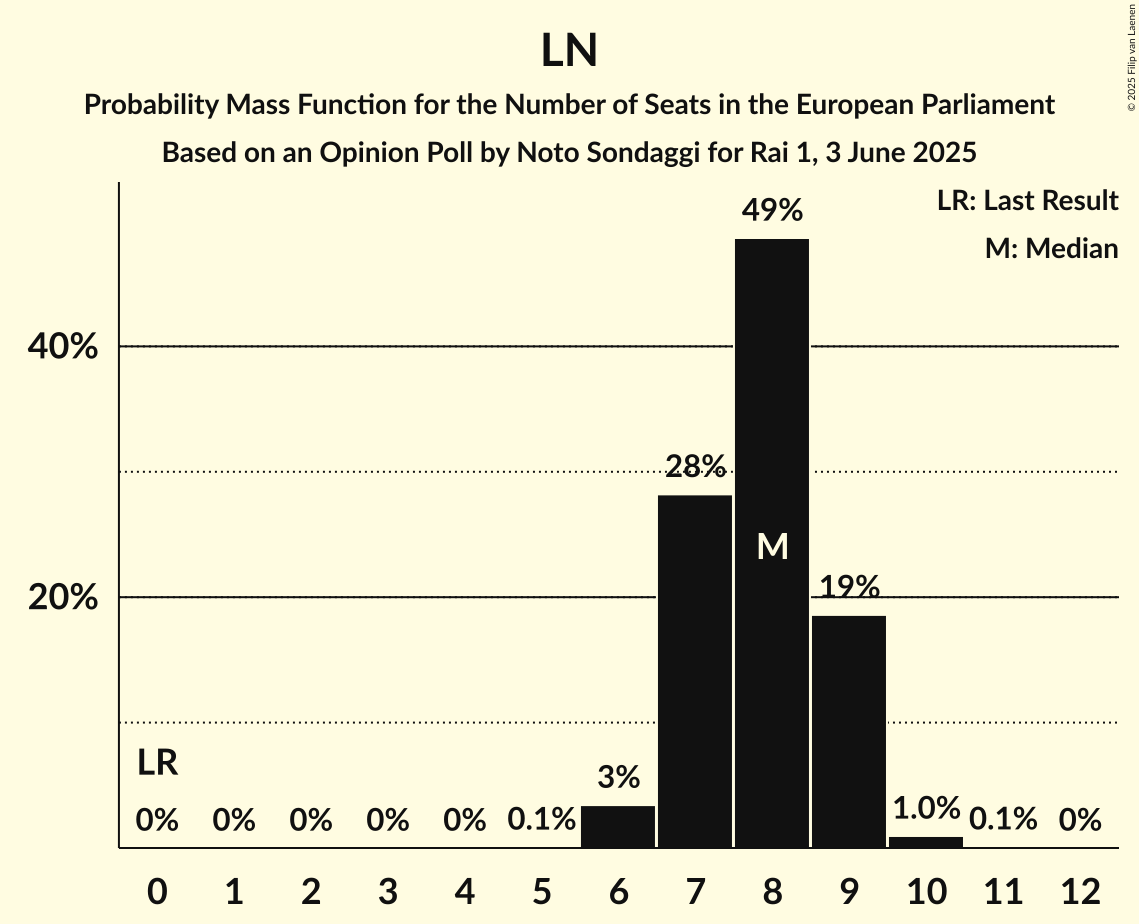 LN
Probability Mass Function for the Number of Seats in the European Parliament
Based on an Opinion Poll by Noto Sondaggi for Rai 1, 3 June 2025
© 2025 Filip van Laenen
LR: Last Result
M: Median
49%
40%
28%
M
20%
19%
LR
3%
0% 0% 0% 0% 0% 0.1% 1.0% 0.1% 0%
0 1 2 3 4 5 6 7 8 9 10 11 12